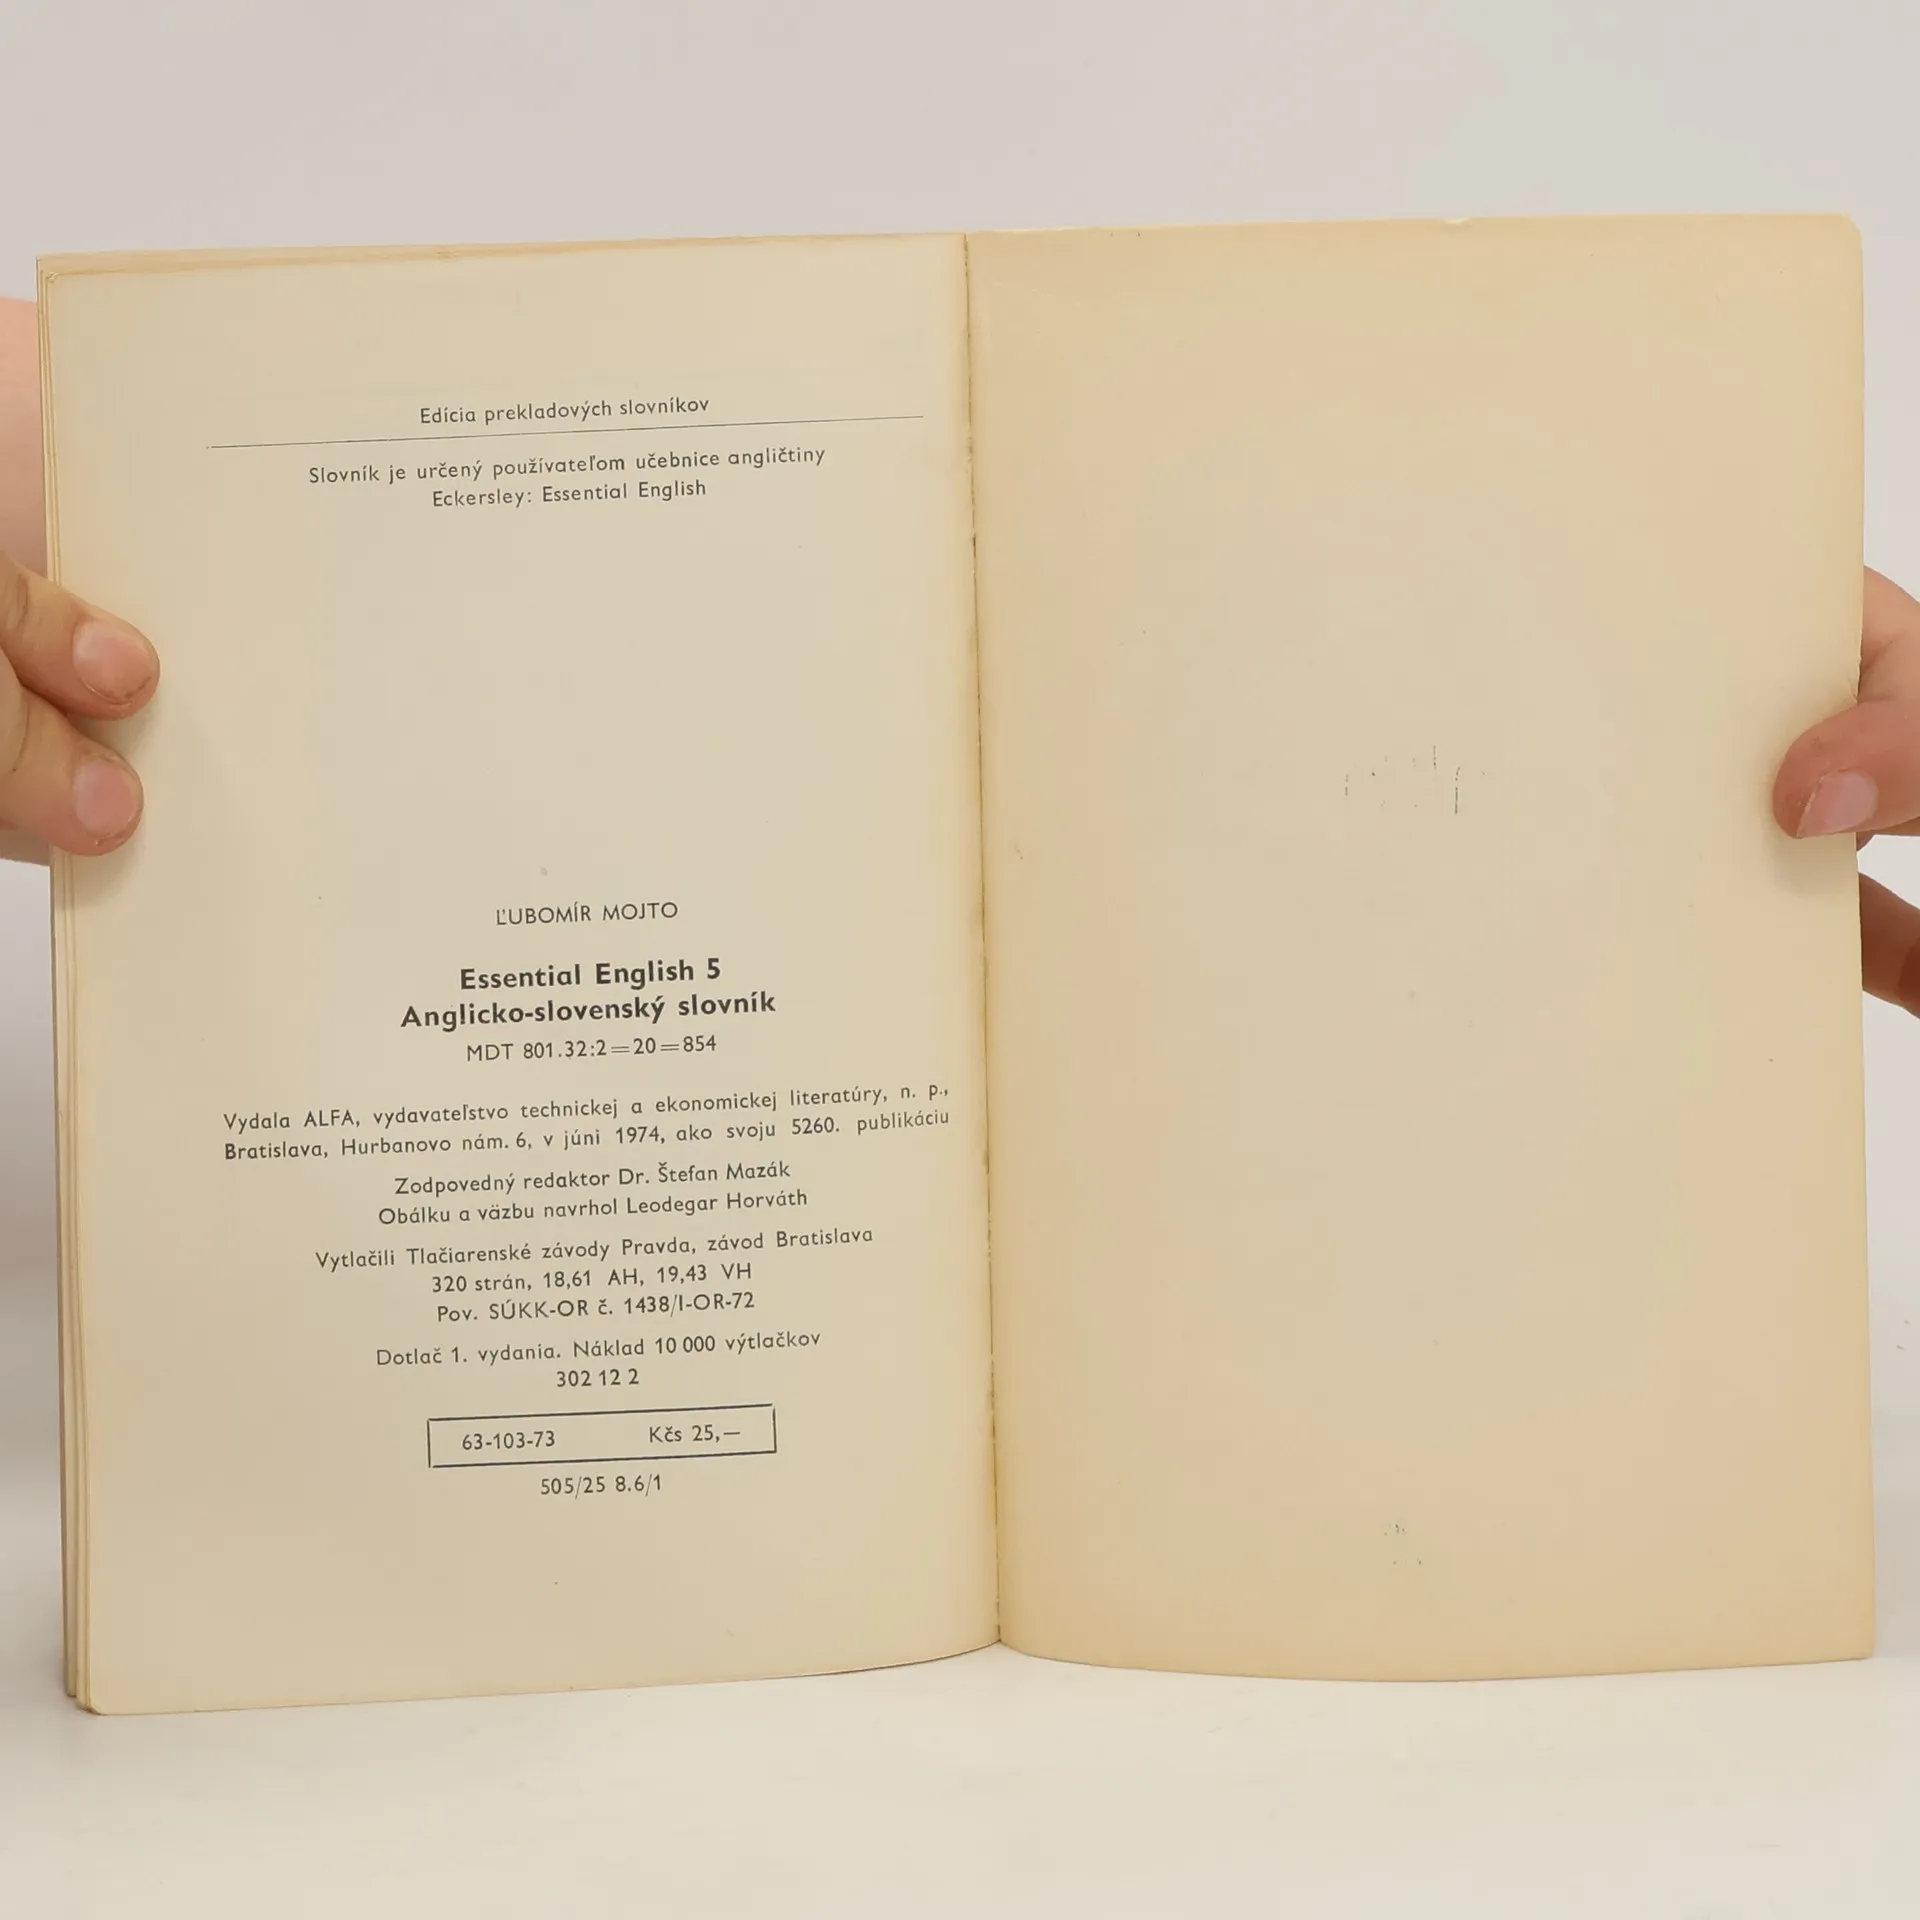 Edícia prekladových slovníkov
Slovník je určený používateľom učebnice angličtiny
Eckersley: Essential English
ĽUBOMÍR MOJTO
Essential English 5
Anglicko-slovenský slovník
MDT 801.32:2=20=854
Vydala ALFA, vydavateľstvo technickej a ekonomickej literatúry, n. p.,
Bratislava, Hurbanovo nám. 6, v júni 1974, ako svoju 5260. publikáciu
Zodpovedný redaktor Dr. Štefan Mazák
Obálku a väzbu navrhol Leodegar Horváth
Vytlačili Tlačiarenské závody Pravda, závod Bratislava
320 strán, 18,61 AH, 19,43 VH
Pov. SÚKK-OR č. 1438/I-OR-72
Dotlač 1. vydania. Náklad 10 000 výtlačkov
302 12 2
63-103-73 Kčs 25,—
505/25 8.6/1